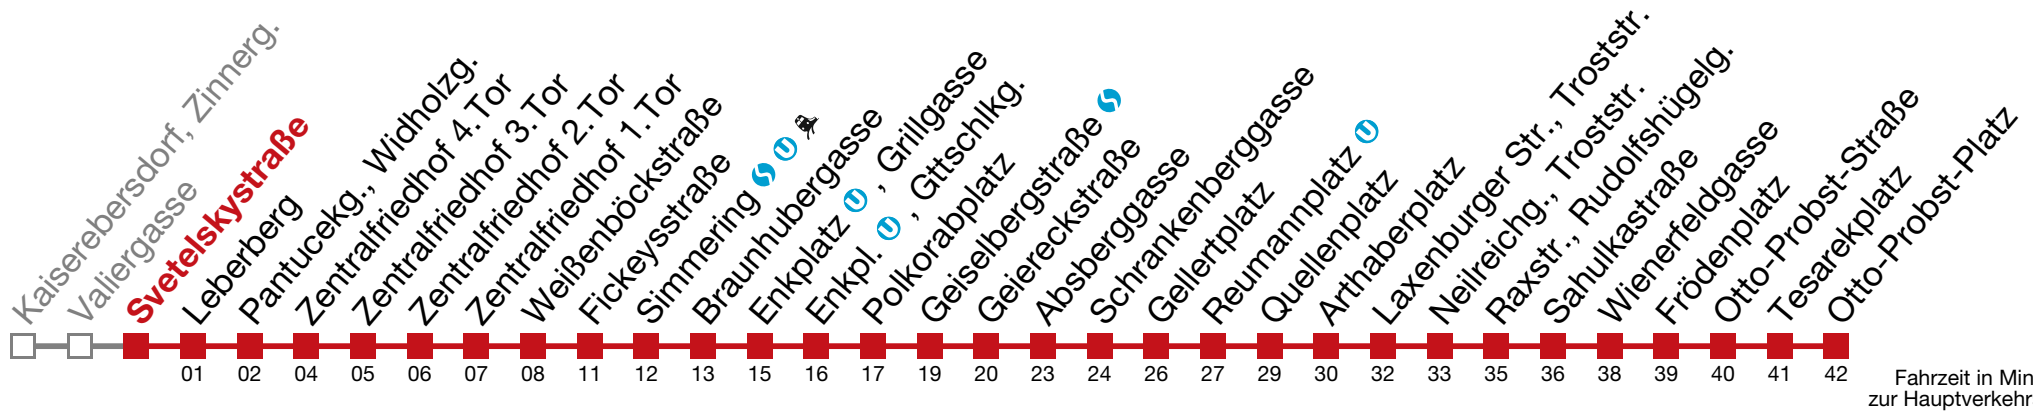 Kaiserebersdorf, Zinnerg.
Valiergasse
Svetelskystraße
Leberberg
Pantucekg., Widholzg.
Zentralfriedhof 4.Tor
Zentralfriedhof 3.Tor
Zentralfriedhof 2.Tor
Zentralfriedhof 1.Tor
Weißenböckstraße
Fickeysstraße
Simmering S U
Braunhubergasse
Enkplatz U , Grillgasse
Enkpl. U , Gttschlkg.
Polkorabplatz
Geiselbergstraße S
Geiereckstraße
Absberggasse
Schrankenberggasse
Gellertplatz
Reumannplatz U
Quellenplatz
Arthaberplatz
Laxenburger Str., Troststr.
Neilreichg., Troststr.
Raxstr., Rudolfshügelg.
Sahulkastraße
Wienerfeldgasse
Frödenplatz
Otto-Probst-Straße
Tesarekplatz
Otto-Probst-Platz
01 02 04 05 06 07 08 11 12 13 15 16 17 19 20 23 24 26 27 29 30 32 33 35 36 38 39 40 41 42
Fahrzeit in Min
zur Hauptverkehr